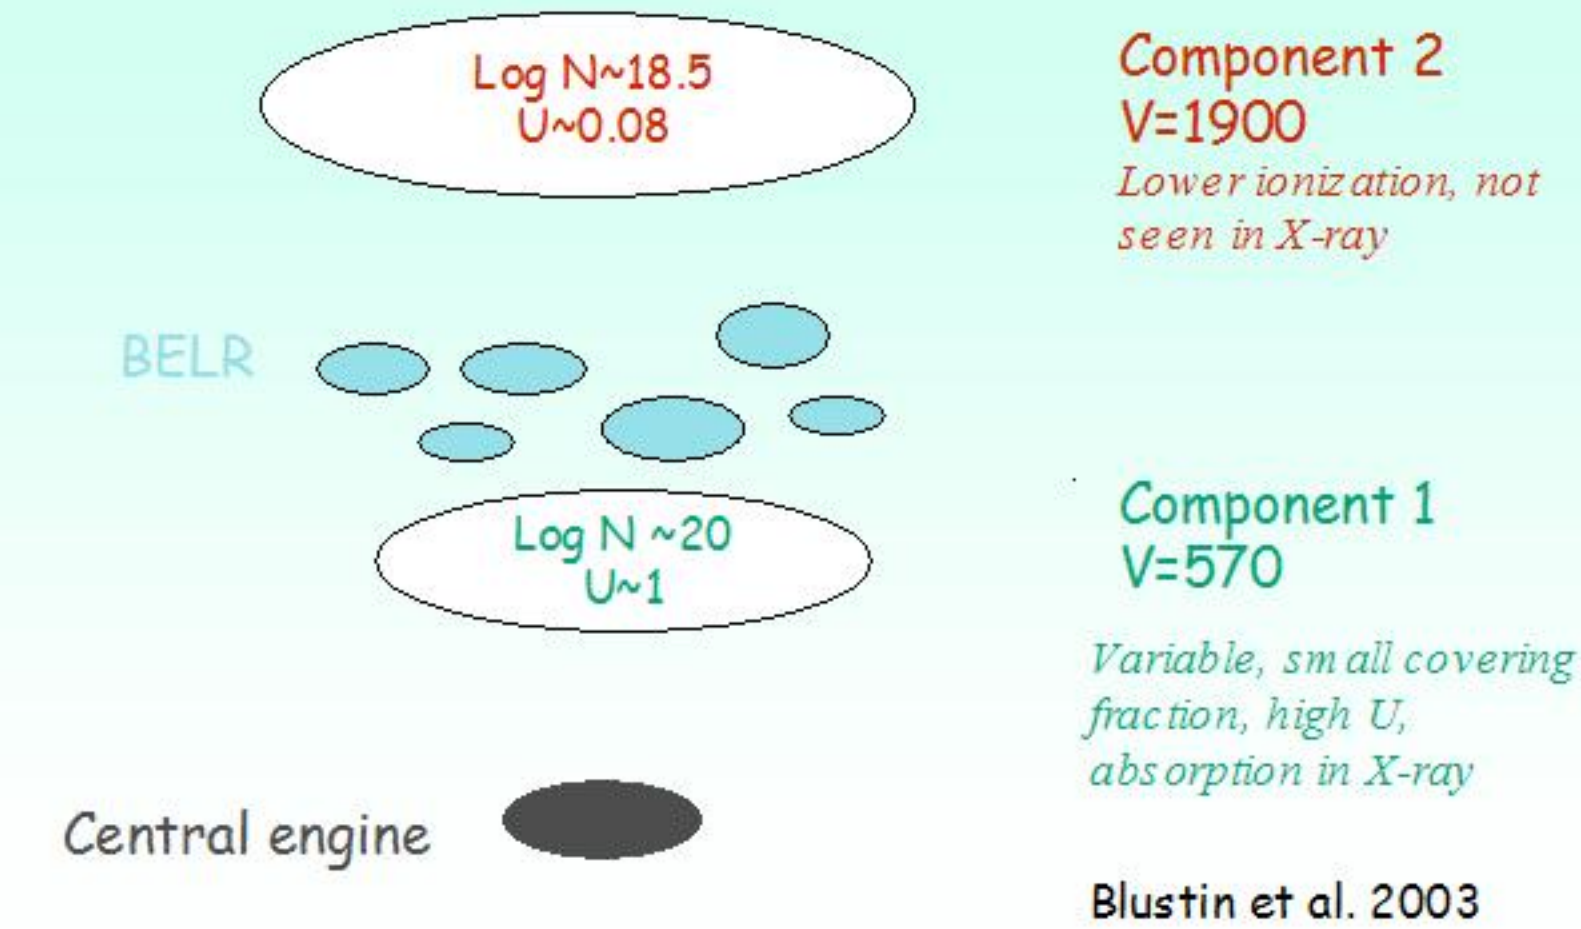 Log N~18.5
U~0.08
Component 2
V=1900
Lower ionization, not
seen in X-ray
BELR
Log N ~20
U~1
Component 1
V=570
Variable, small covering
fraction, high U,
absorption in X-ray
Central engine
Blustin et al. 2003